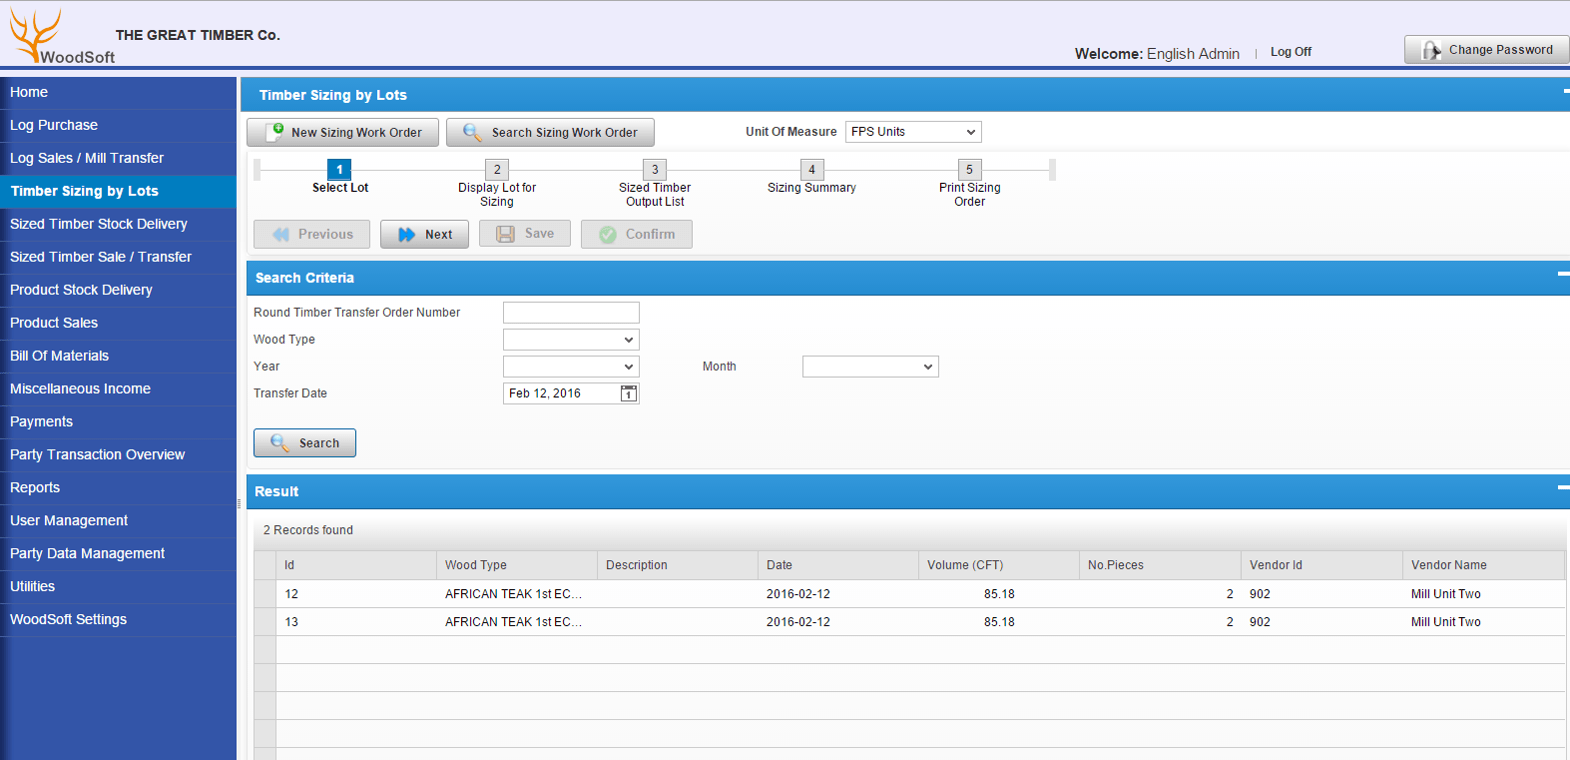 WoodSoft
THE GREAT TIMBER Co.
Welcome: English Admin | Log Off
Change Password
Home
Log Purchase
Log Sales / Mill Transfer
Timber Sizing by Lots
Sized Timber Stock Delivery
Sized Timber Sale / Transfer
Product Stock Delivery
Product Sales
Bill Of Materials
Miscellaneous Income
Payments
Party Transaction Overview
Reports
User Management
Party Data Management
Utilities
WoodSoft Settings
Timber Sizing by Lots
New Sizing Work Order
Search Sizing Work Order
Unit Of Measure FPS Units
1 2 3 4 5
Select Lot
Display Lot for
Sizing
Sized Timber
Output List
Sizing Summary
Print Sizing
Order
Previous Next Save Confirm
Search Criteria
Round Timber Transfer Order Number
Wood Type
Year Month
Transfer Date Feb 12, 2016 1
Search
Result
2 Records found
Id Wood Type Description Date Volume (CFT) No.Pieces Vendor Id Vendor Name
12 AFRICAN TEAK 1st EC... 2016-02-12 85.18 2 902 Mill Unit Two
13 AFRICAN TEAK 1st EC... 2016-02-12 85.18 2 902 Mill Unit Two